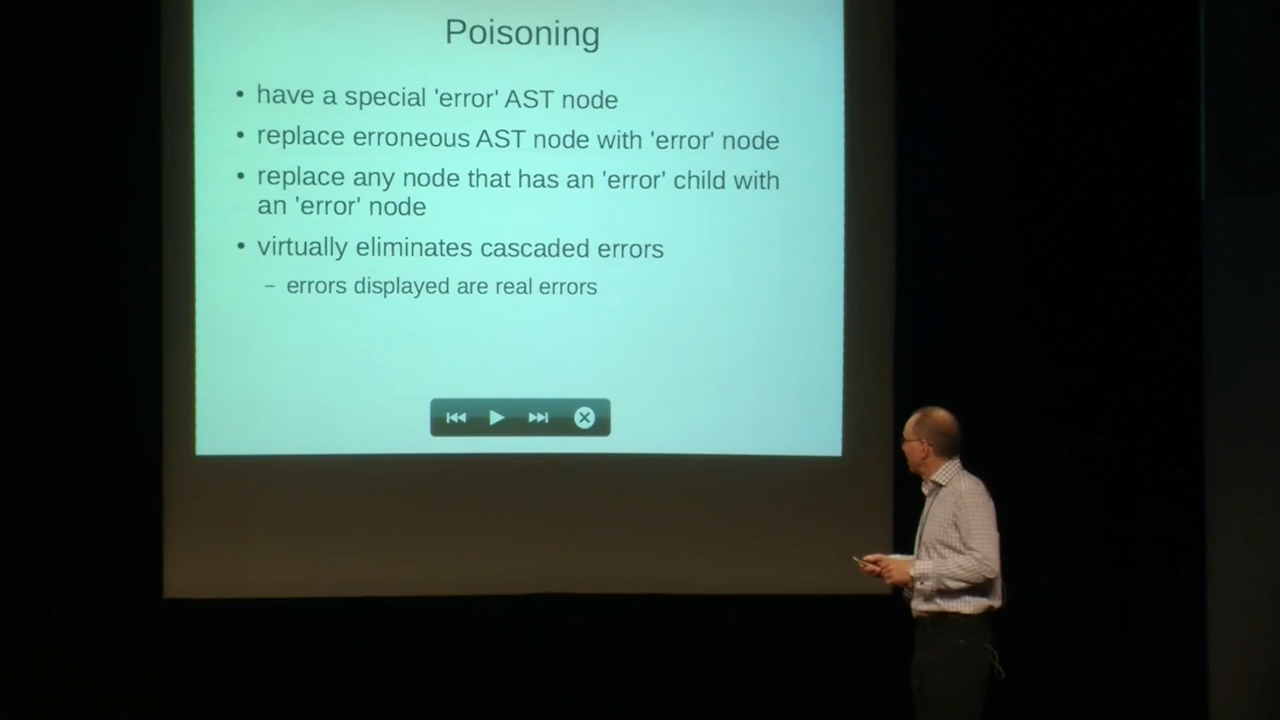 Poisoning
• have a special 'error' AST node
• replace erroneous AST node with 'error' node
• replace any node that has an 'error' child with
an 'error' node
• virtually eliminates cascaded errors
– errors displayed are real errors